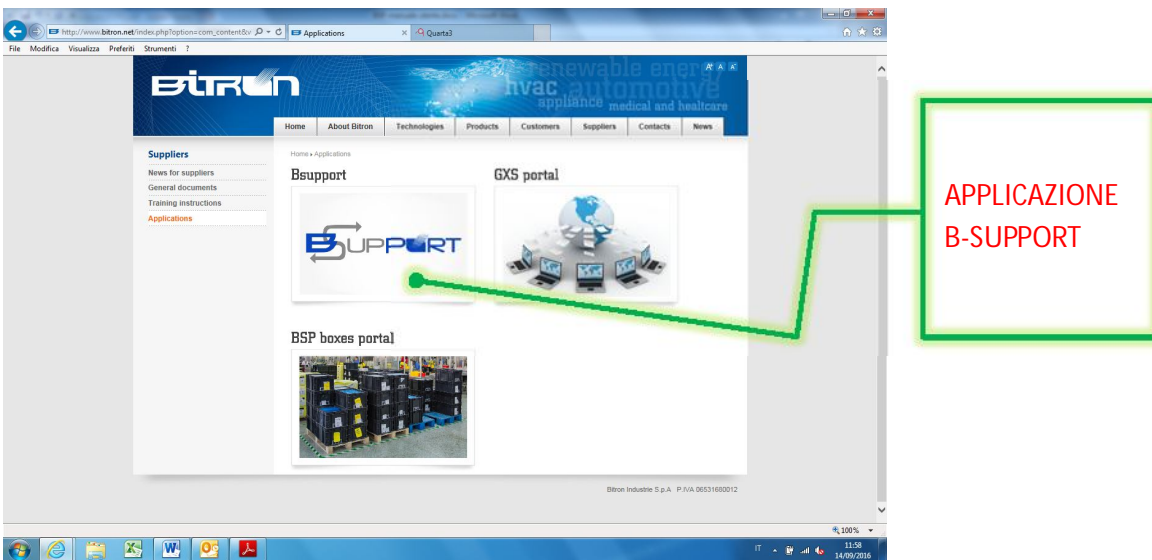 http://www.bitron.net/index.php?option=com_content&v
Applications
Quarta3
File Modifica Visualizza Preferiti Strumenti ?
BITRON
renewable energy
hvac automotive
appliance medical and healtcare
A A A
Home About Bitron Technologies Products Customers Suppliers Contacts News
Suppliers
News for suppliers
General documents
Training instructions
Applications
Home Applications
Bsupport
GXS portal
BSUPPORT
BSP boxes portal
APPLICAZIONE
B-SUPPORT
Bitron Industrie S.p.A P.IVA 06531680012
100%
IT
11:58
14/09/2016